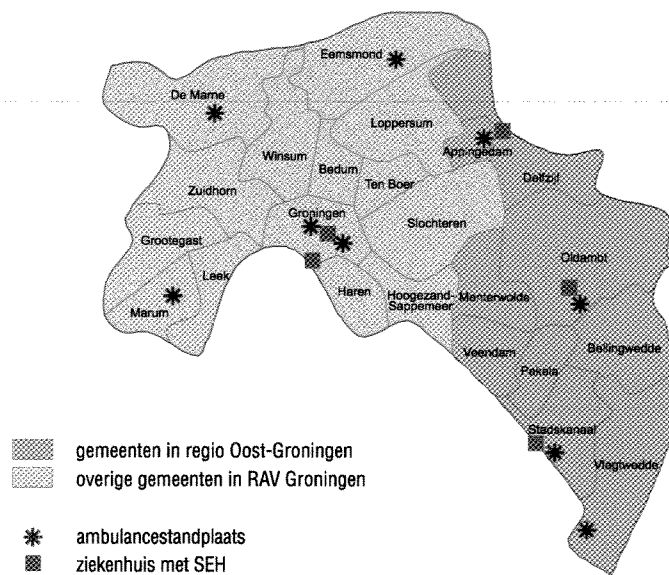 Eemsmond
De Marne
Loppersum
Winsum
Appingedam
Bedum
Delfzijl
Zuidhorn
Ten Boer
Groningen
Slochteren
Grootegast
Oldambt
Leek
Haren
Hoogezand-
Sappemeer
Menterwolde
Marum
Bellingwedde
Veendam
Pekela
Stadskanaal
Vlagtwedde
gemeenten in regio Oost-Groningen
overige gemeenten in RAV Groningen
ambulancestandplaats
ziekenhuis met SEH